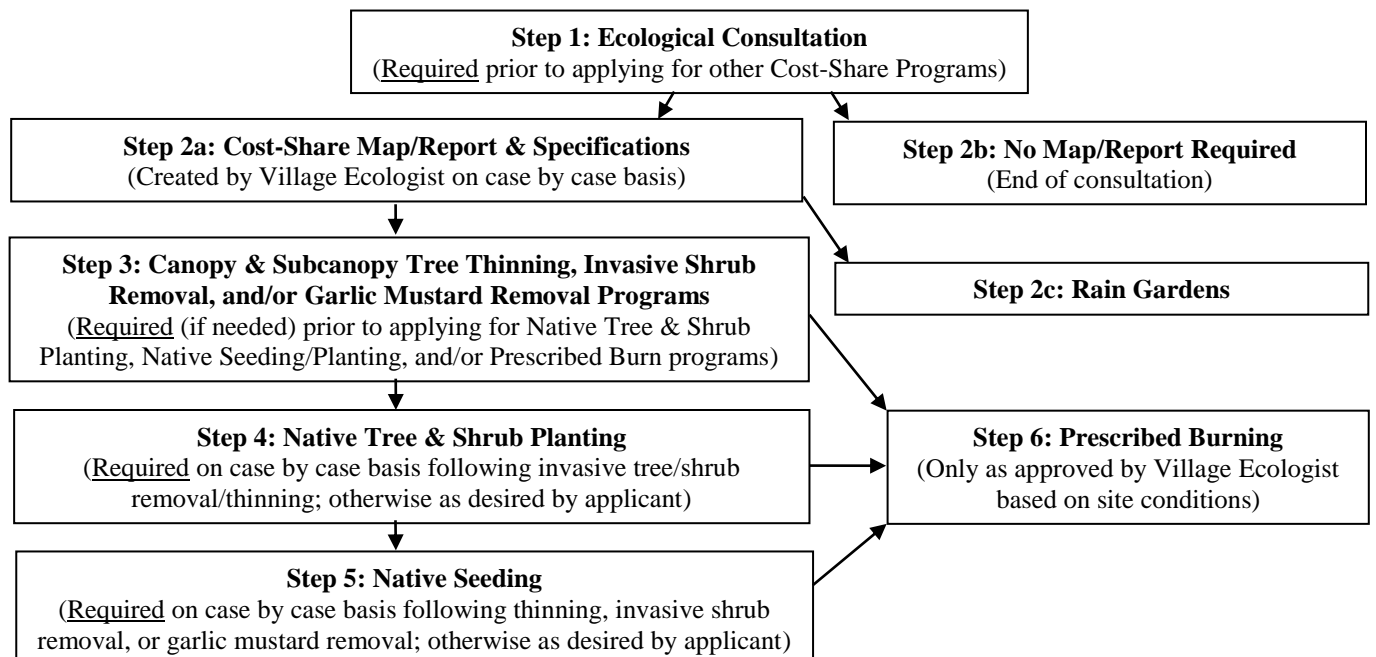 Step 1: Ecological Consultation
(Required prior to applying for other Cost-Share Programs)
Step 2a: Cost-Share Map/Report & Specifications
(Created by Village Ecologist on case by case basis)
Step 2b: No Map/Report Required
(End of consultation)
Step 3: Canopy & Subcanopy Tree Thinning, Invasive Shrub
Removal, and/or Garlic Mustard Removal Programs
(Required (if needed) prior to applying for Native Tree & Shrub
Planting, Native Seeding/Planting, and/or Prescribed Burn programs)
Step 2c: Rain Gardens
Step 4: Native Tree & Shrub Planting
(Required on case by case basis following invasive tree/shrub
removal/thinning; otherwise as desired by applicant)
Step 6: Prescribed Burning
(Only as approved by Village Ecologist
based on site conditions)
Step 5: Native Seeding
(Required on case by case basis following thinning, invasive shrub
removal, or garlic mustard removal; otherwise as desired by applicant)